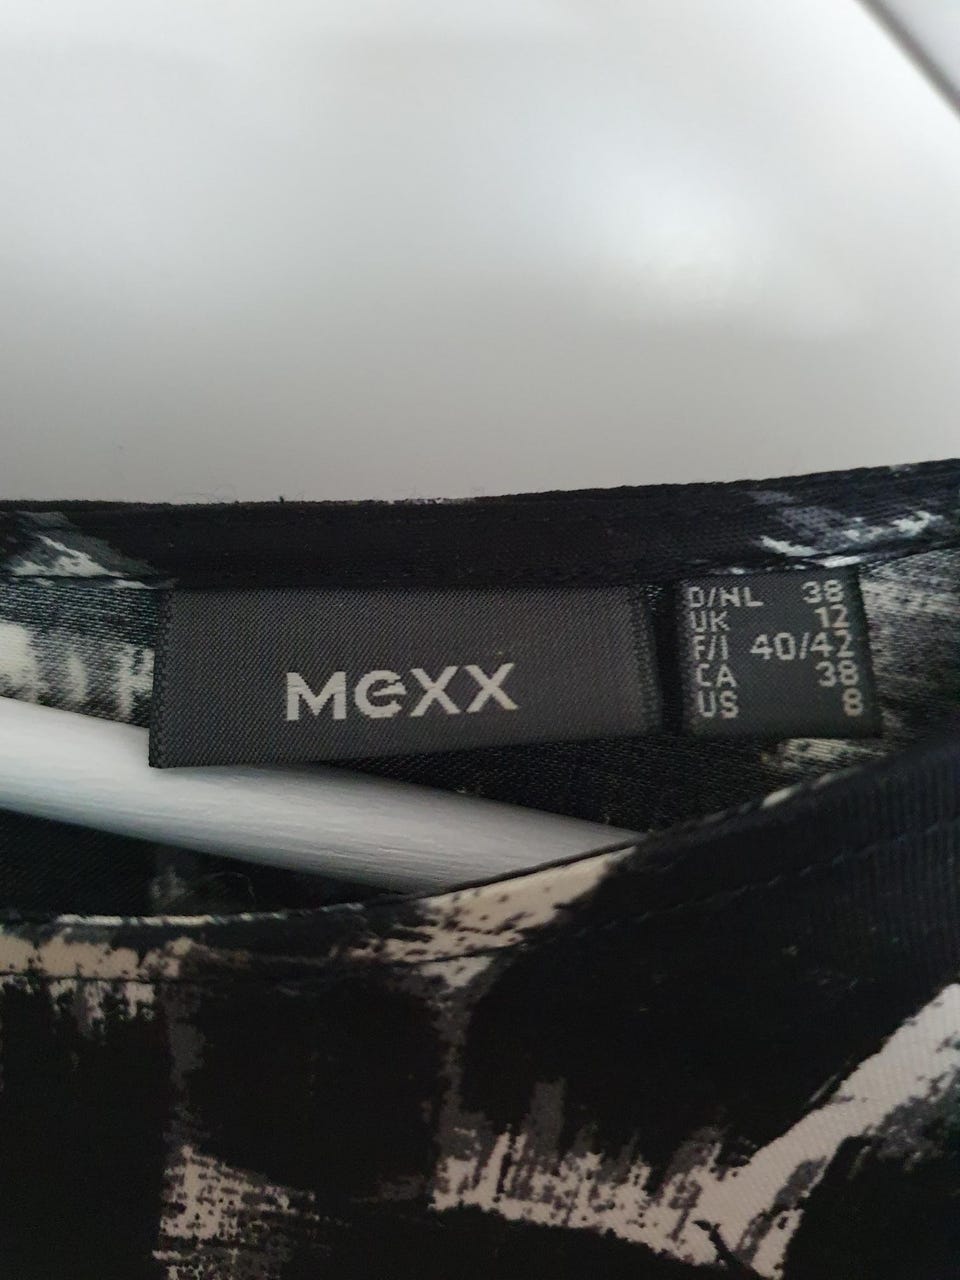 Mexx
D/NL 38
UK 12
F/I 40/42
CA 38
US 8